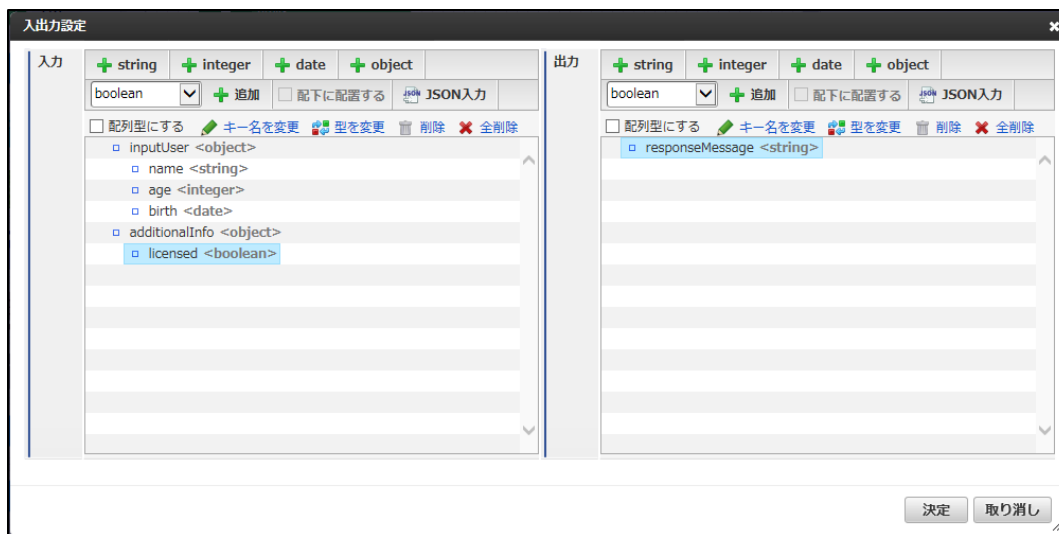 入出力設定
入力
string integer date object
boolean 追加 配下に配置する JSON JSON入力
配列型にする キー名を変更 型を変更 削除 全削除
inputUser <object>
name <string>
age <integer>
birth <date>
additionalInfo <object>
licensed <boolean>
出力
string integer date object
boolean 追加 配下に配置する JSON JSON入力
配列型にする キー名を変更 型を変更 削除 全削除
responseMessage <string>
決定 取り消し